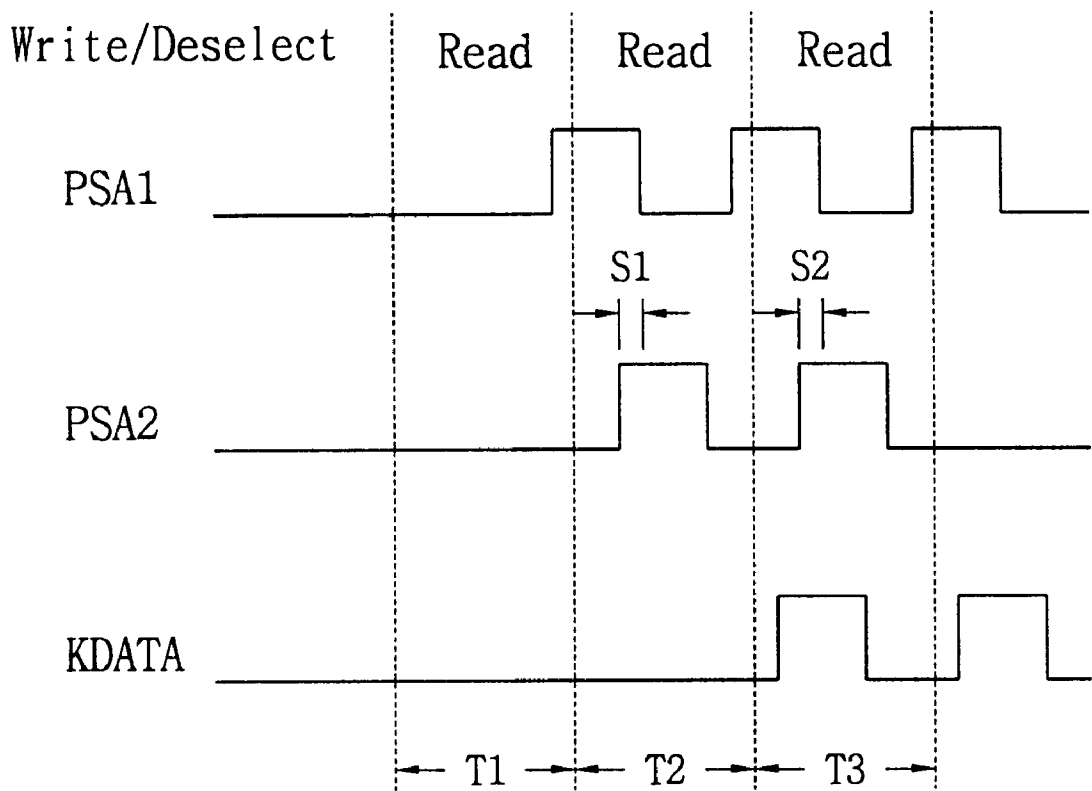 Write/Deselect Read Read Read
PSA1
S1 S2
PSA2
KDATA
T1 T2 T3